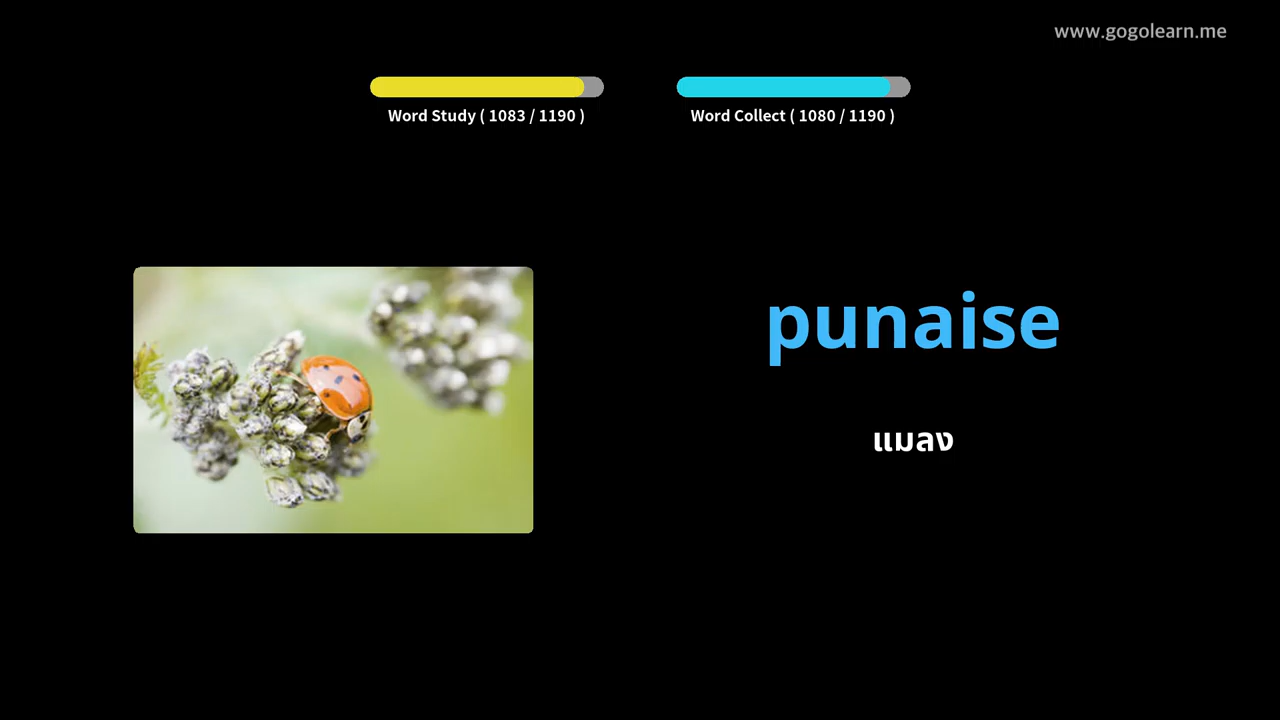 www.gogolearn.me
Word Study ( 1083 / 1190 )
Word Collect ( 1080 / 1190 )
punaise
แมลง